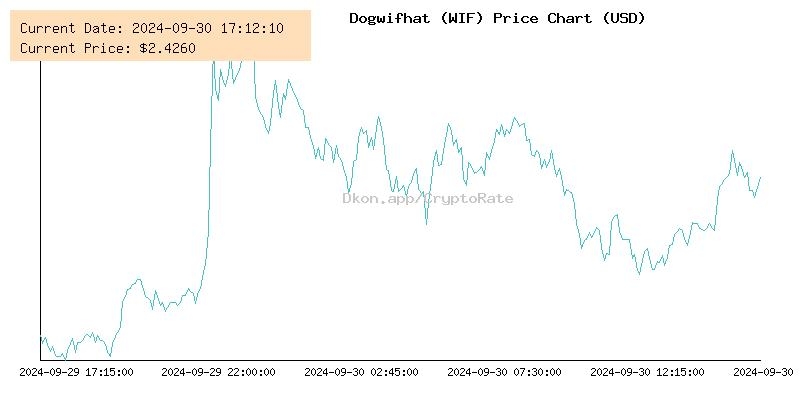 Dogwifhat (WIF) Price Chart (USD)
Current Date: 2024-09-30 17:12:10
Current Price: $2.4260
Dkon.app/CryptoRate
2024-09-29 17:15:00 2024-09-29 22:00:00 2024-09-30 02:45:00 2024-09-30 07:30:00 2024-09-30 12:15:00 2024-09-30